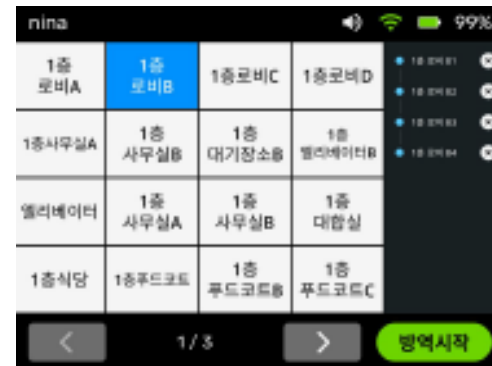 nina
99%
1층
로비A
1층
로비B
1층로비C
1층로비D
1층사무실A
1층
사무실B
1층
대기장소B
1층
엘리베이터B
엘리베이터
1층
사무실A
1층
사무실B
1층
대합실
1층식당
1층푸드코트
1층
푸드코트B
1층
푸드코트C
<
1/3
>
방역시작